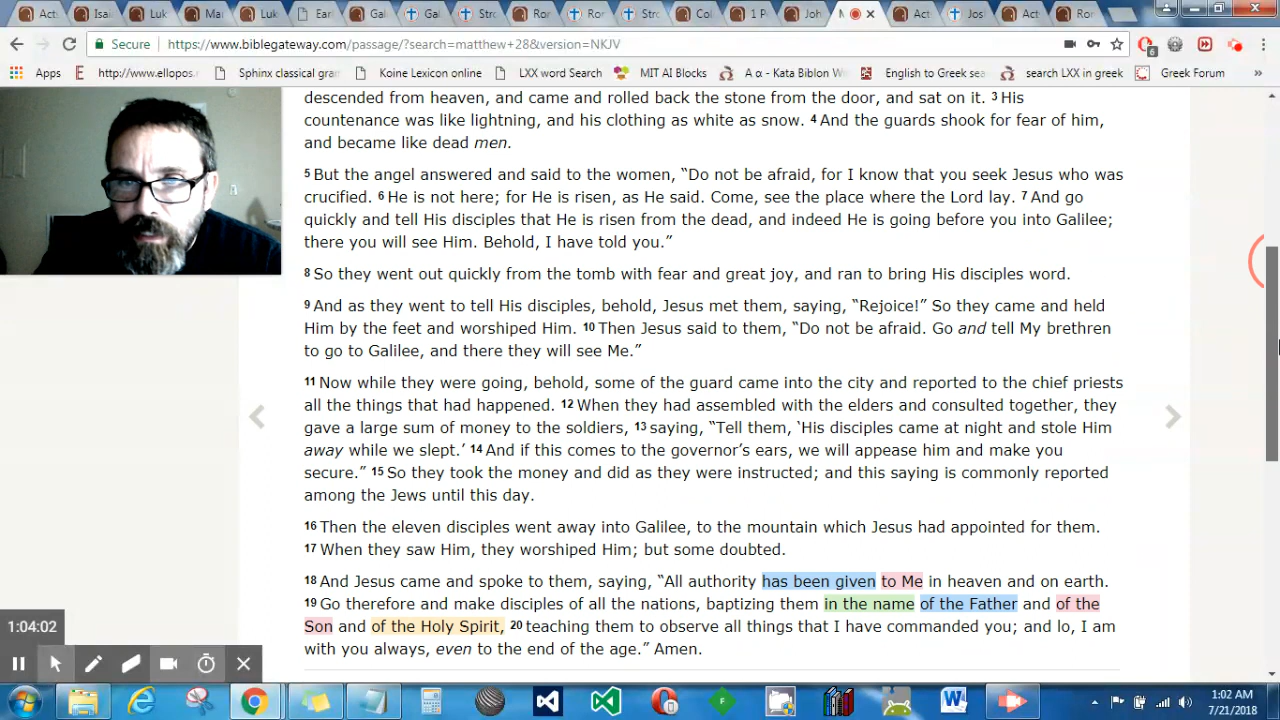 Act
Isa
Luk
Ma
Luk
Ear
Gal
Gal
Stro
Ro
Ror
Stro
Col
1 P
Joh
M
Act
Jos
Act
Ro
Secure https://www.biblegateway.com/passage/?search=matthew+28&version=NKJV
6
Apps http://www.ellopos.n Sphinx classical gra Koine Lexicon online LXX word Search MIT AI Blocks Α α - Kata Biblon Wi English to Greek sea search LXX in greek Greek Forum »
descended from heaven, and came and rolled back the stone from the door, and sat on it. 3 His
countenance was like lightning, and his clothing as white as snow. 4 And the guards shook for fear of him,
and became like dead men.
5 But the angel answered and said to the women, “Do not be afraid, for I know that you seek Jesus who was
crucified. 6 He is not here; for He is risen, as He said. Come, see the place where the Lord lay. 7 And go
quickly and tell His disciples that He is risen from the dead, and indeed He is going before you into Galilee;
there you will see Him. Behold, I have told you.”
8 So they went out quickly from the tomb with fear and great joy, and ran to bring His disciples word.
9 And as they went to tell His disciples, behold, Jesus met them, saying, “Rejoice!” So they came and held
Him by the feet and worshiped Him. 10 Then Jesus said to them, “Do not be afraid. Go and tell My brethren
to go to Galilee, and there they will see Me.”
11 Now while they were going, behold, some of the guard came into the city and reported to the chief priests
all the things that had happened. 12 When they had assembled with the elders and consulted together, they
gave a large sum of money to the soldiers, 13 saying, “Tell them, ‘His disciples came at night and stole Him
away while we slept.’ 14 And if this comes to the governor’s ears, we will appease him and make you
secure.” 15 So they took the money and did as they were instructed; and this saying is commonly reported
among the Jews until this day.
16 Then the eleven disciples went away into Galilee, to the mountain which Jesus had appointed for them.
17 When they saw Him, they worshiped Him; but some doubted.
18 And Jesus came and spoke to them, saying, “All authority has been given to Me in heaven and on earth.
19 Go therefore and make disciples of all the nations, baptizing them in the name of the Father and of the
Son and of the Holy Spirit, 20 teaching them to observe all things that I have commanded you; and lo, I am
with you always, even to the end of the age.” Amen.
1:04:02
1:02 AM
7/21/2018